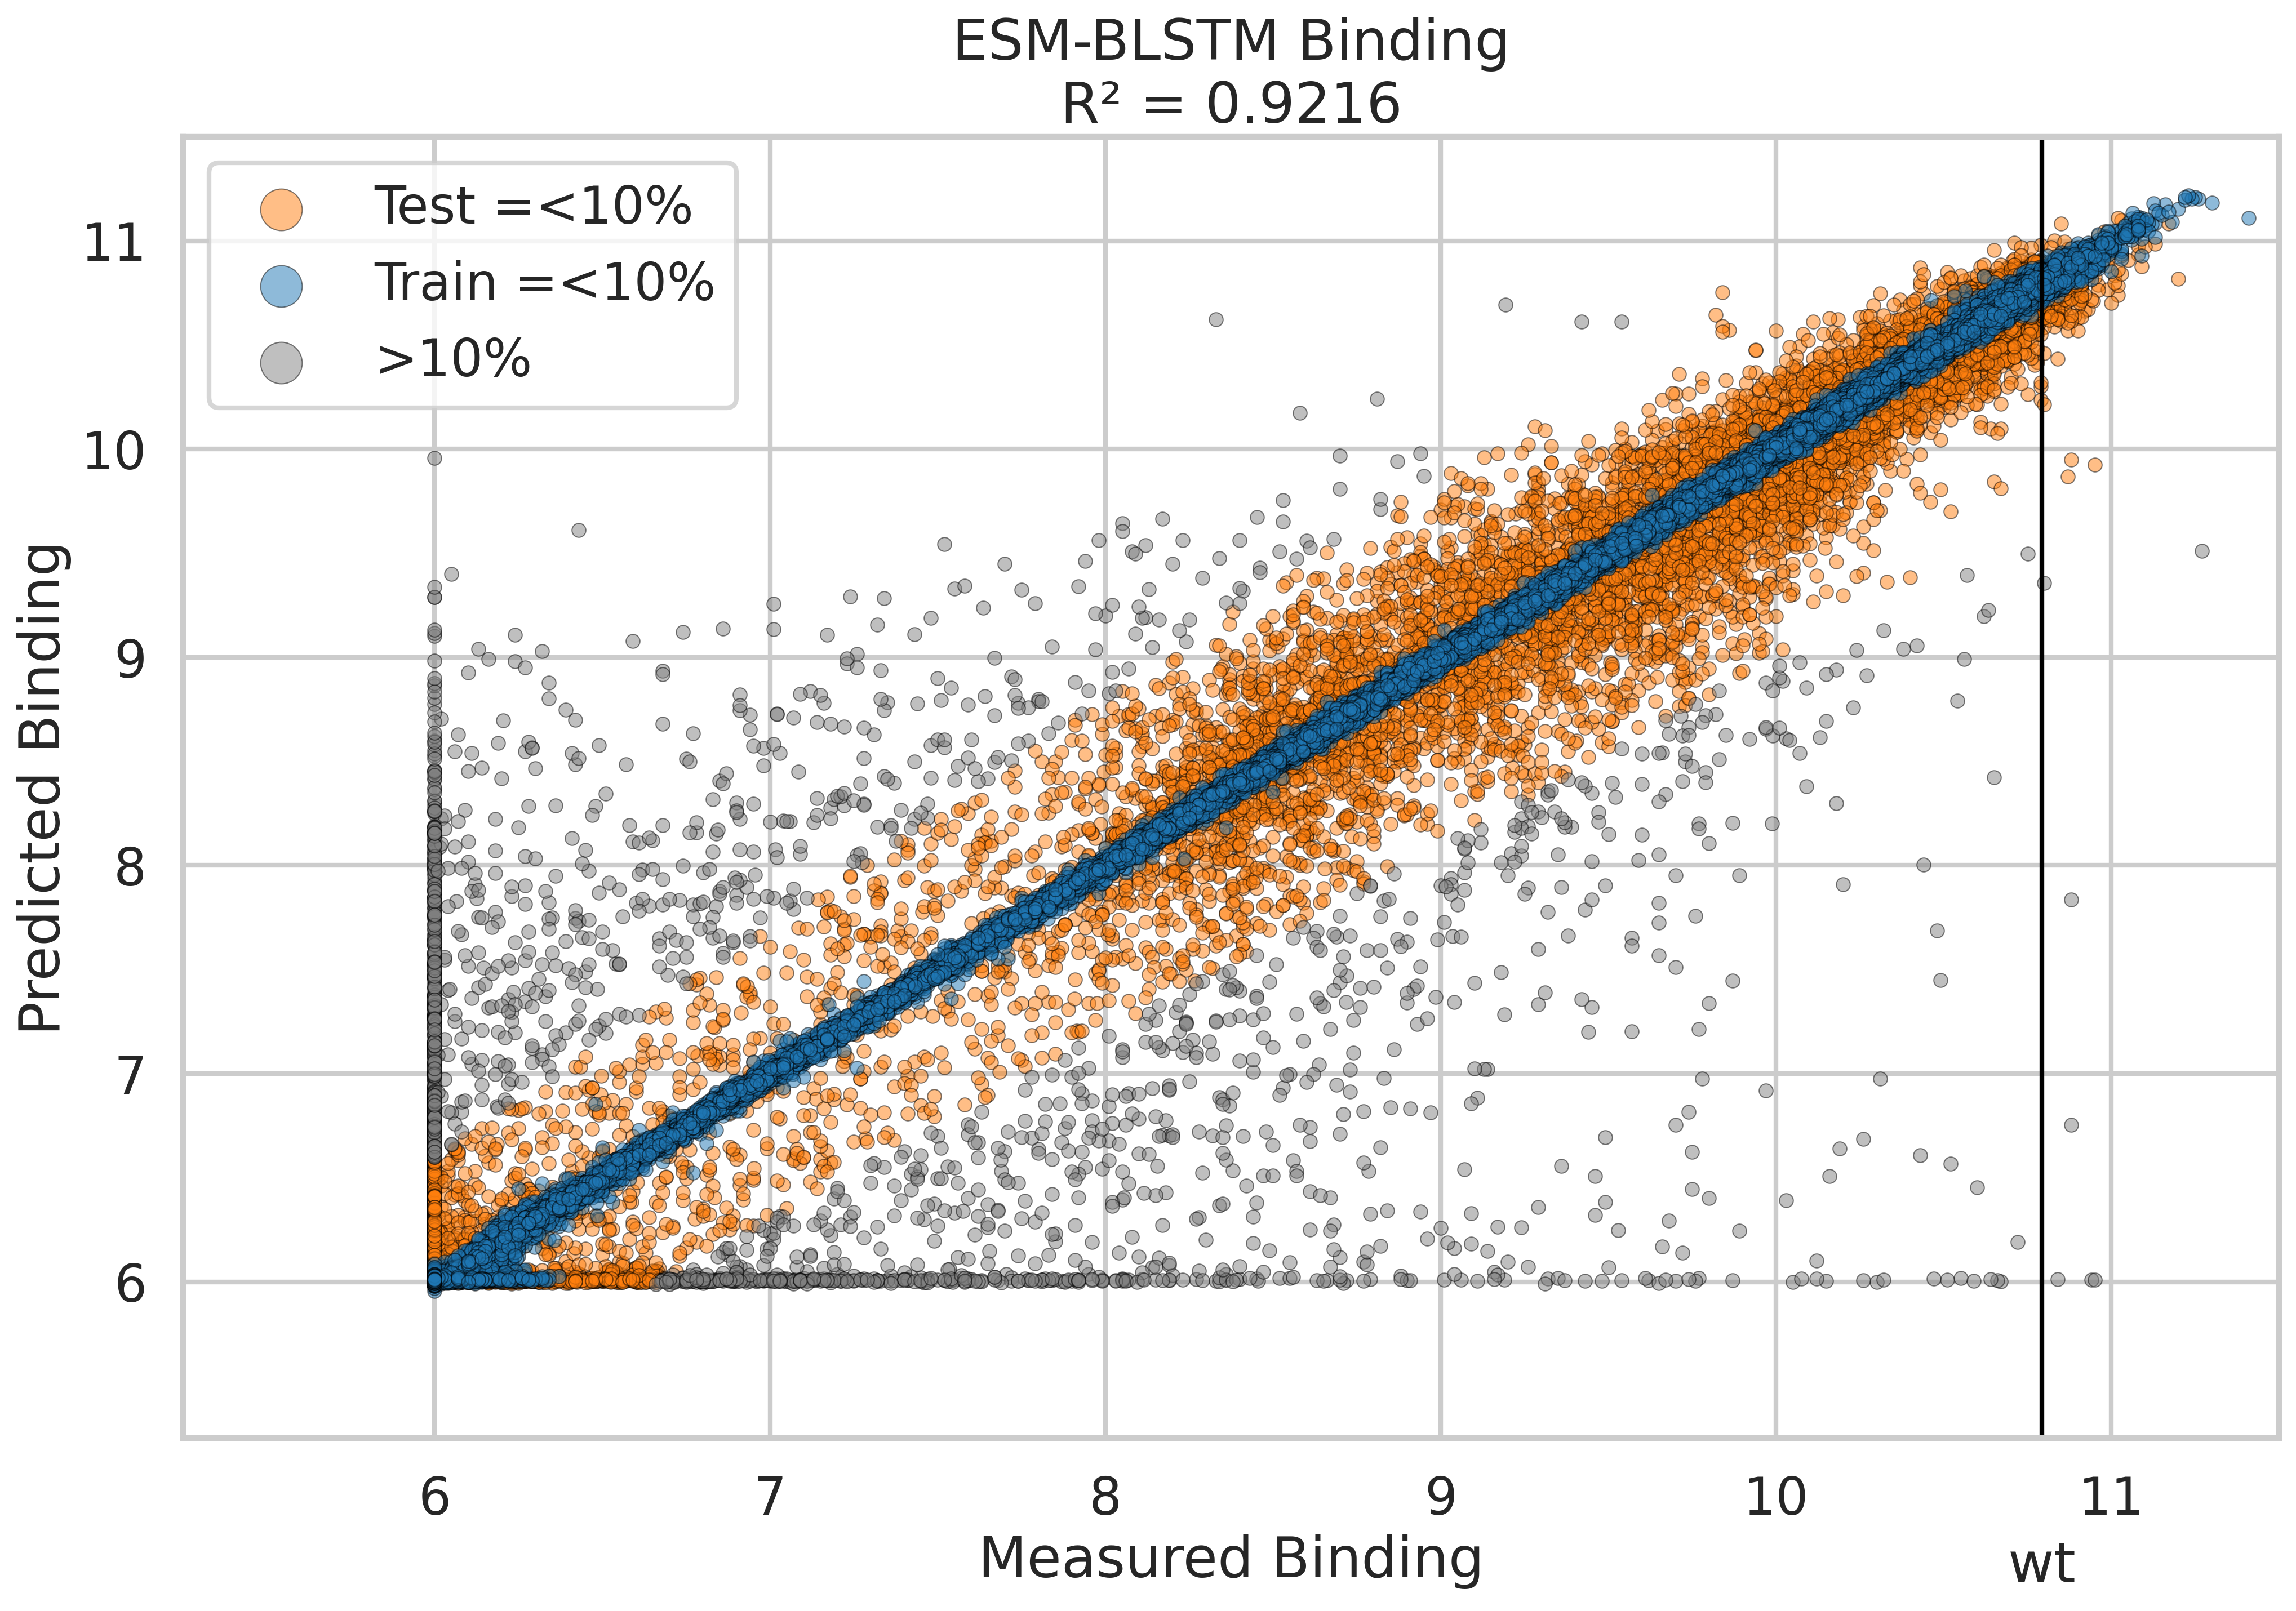 ESM-BLSTM Binding
R² = 0.9216
Test =<10%
Train =<10%
>10%
Predicted Binding
11
10
9
8
7
6
6 7 8 9 10 11
Measured Binding
wt